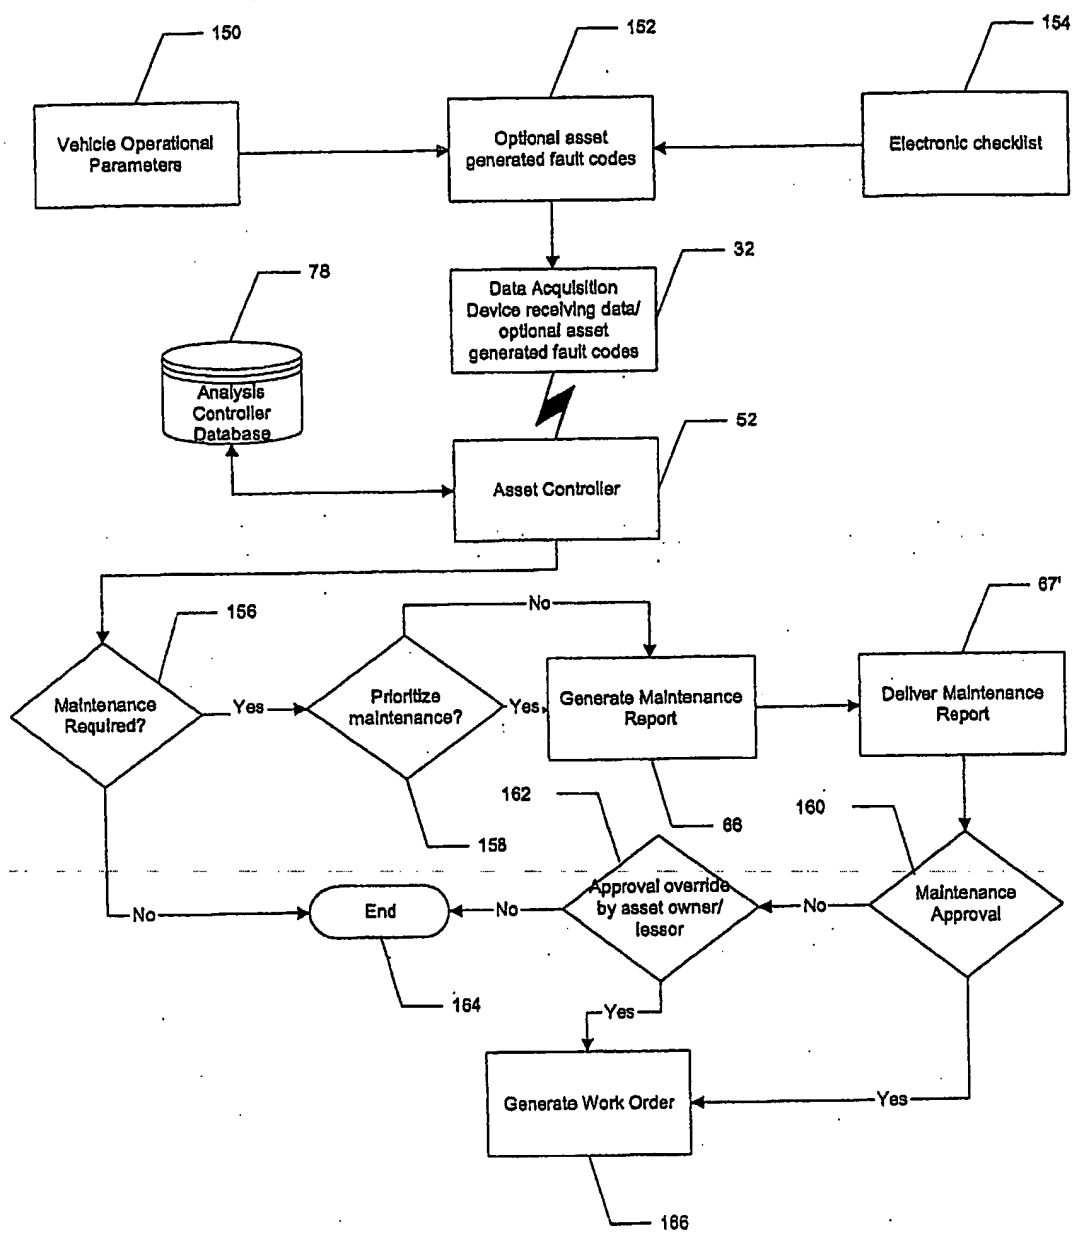 150
152
154
Vehicle Operational
Parameters
Optional asset
generated fault codes
Electronic checklist
32
78
Data Acquisition
Device receiving data/
optional asset
generated fault codes
Analysis
Controller
Database
52
Asset Controller
67'
156
No
Maintenance
Required?
Yes
Prioritize
maintenance?
Yes
Generate Maintenance
Report
Deliver Maintenance
Report
162
160
66
158
Approval override
by asset owner/
lessor
Maintenance
Approval
No
End
No
No
164
Yes
Generate Work Order
Yes
166